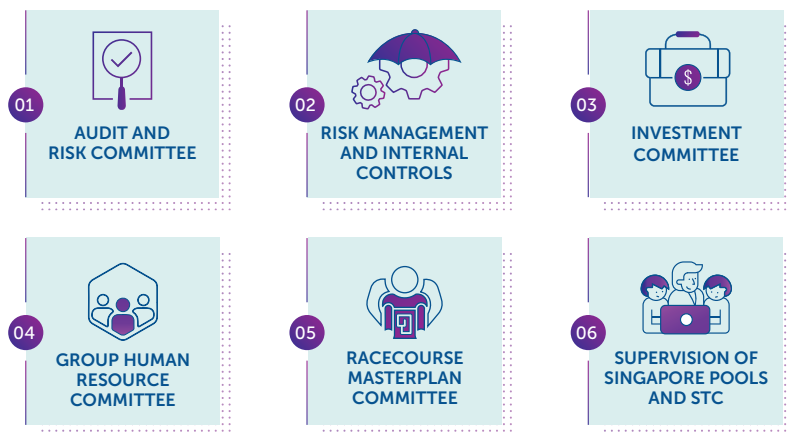 01
AUDIT AND
RISK COMMITTEE
02
RISK MANAGEMENT
AND INTERNAL
CONTROLS
03
$
INVESTMENT
COMMITTEE
04
GROUP HUMAN
RESOURCE
COMMITTEE
05
RACECOURSE
MASTERPLAN
COMMITTEE
06
SUPERVISION OF
SINGAPORE POOLS
AND STC